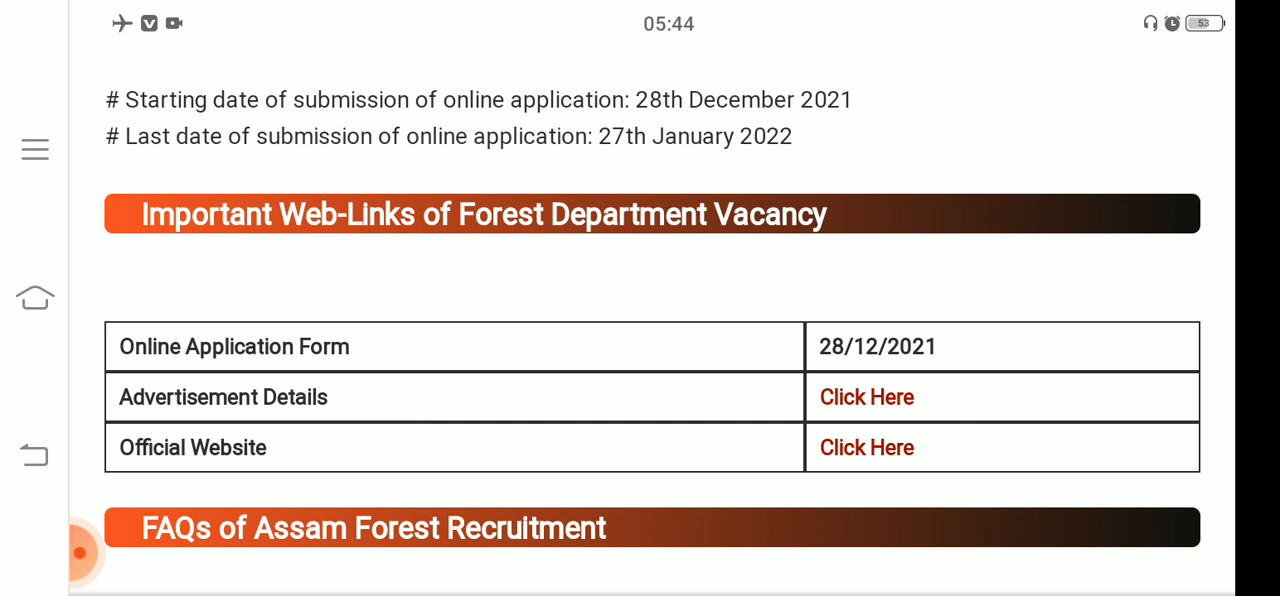 05:44
53
# Starting date of submission of online application: 28th December 2021
# Last date of submission of online application: 27th January 2022
Important Web-Links of Forest Department Vacancy
Online Application Form 28/12/2021
Advertisement Details Click Here
Official Website Click Here
FAQs of Assam Forest Recruitment